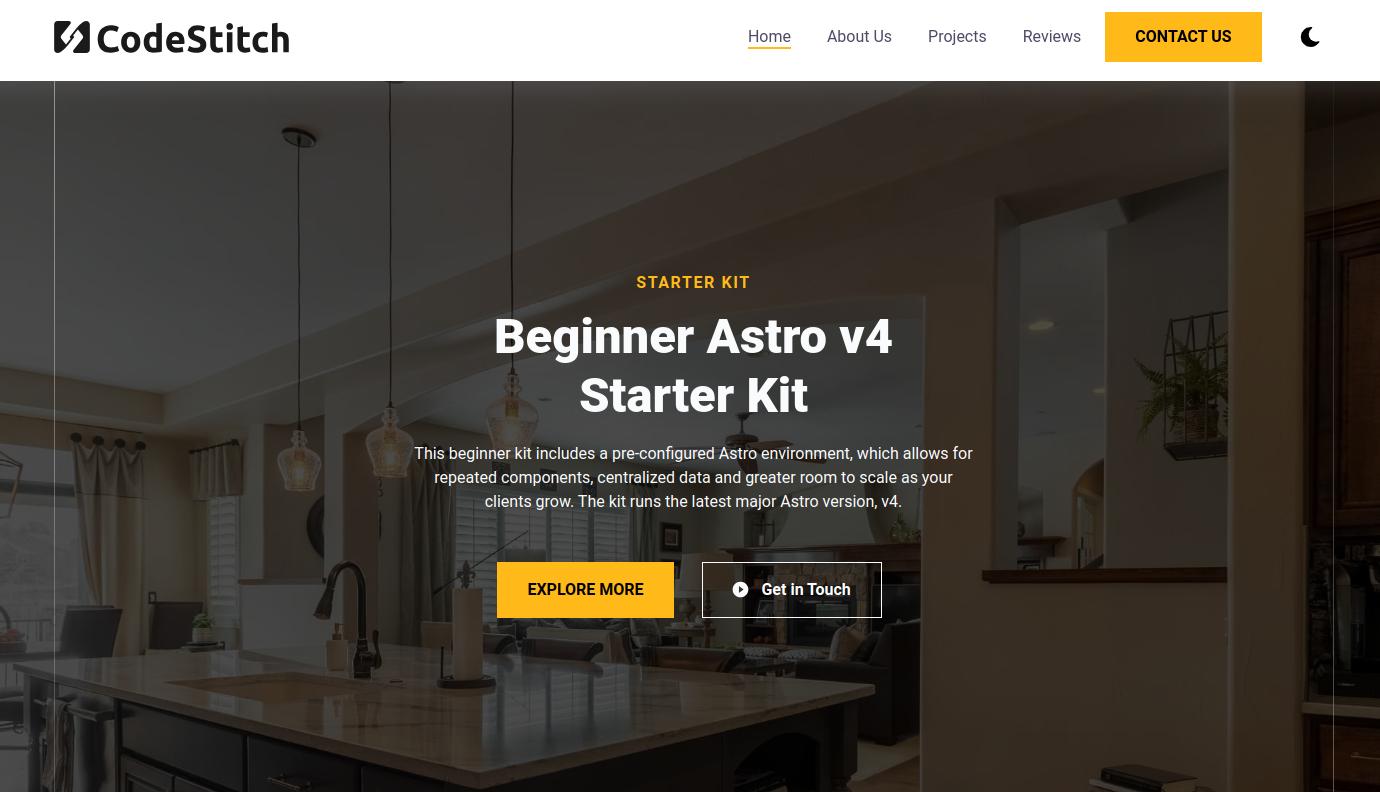 CodeStitch
Home
About Us
Projects
Reviews
CONTACT US
STARTER KIT
Beginner Astro v4
Starter Kit
This beginner kit includes a pre-configured Astro environment, which allows for
repeated components, centralized data and greater room to scale as your
clients grow. The kit runs the latest major Astro version, v4.
EXPLORE MORE
Get in Touch